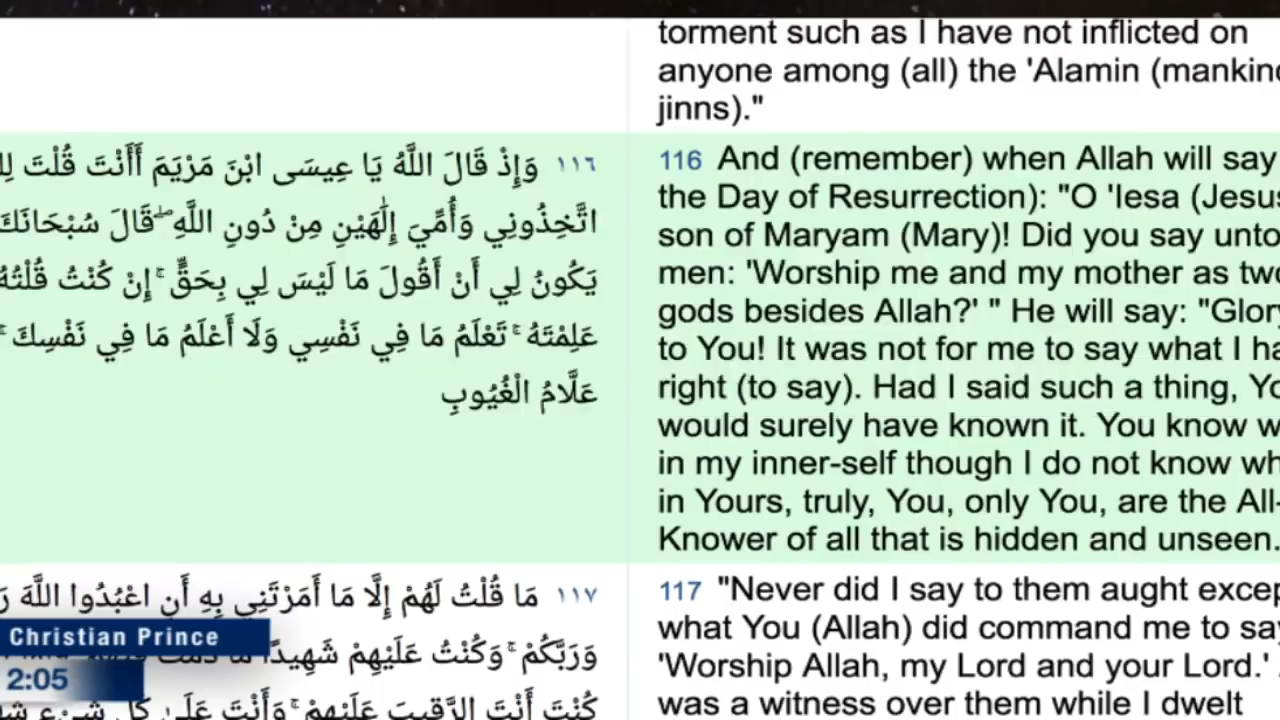 torment such as I have not inflicted on
anyone among (all) the 'Alamin (mankind
jinns)."
١١٦ وَإِذْ قَالَ اللَّهُ يَا عِيسَى ابْنَ مَرْيَمَ أَأَنْتَ قُلْتَ
اتَّخِذُونِي وَأُمِّيَ إِلَٰهَيْنِ مِنْ دُونِ اللَّهِ ۖ قَالَ سُبْحَانَكَ
يَكُونُ لِي أَنْ أَقُولَ مَا لَيْسَ لِي بِحَقٍّ ۚ إِنْ كُنْتُ قُلْتُهُ
عَلِمْتَهُ ۚ تَعْلَمُ مَا فِي نَفْسِي وَلَا أَعْلَمُ مَا فِي نَفْسِكَ ۚ
عَلَّامُ الْغُيُوبِ
116 And (remember) when Allah will say
the Day of Resurrection): "O 'Iesa (Jesus
son of Maryam (Mary)! Did you say unto
men: 'Worship me and my mother as two
gods besides Allah?' " He will say: "Glory
to You! It was not for me to say what I ha
right (to say). Had I said such a thing, Yo
would surely have known it. You know w
in my inner-self though I do not know wh
in Yours, truly, You, only You, are the All-
Knower of all that is hidden and unseen.
١١٧ مَا قُلْتُ لَهُمْ إِلَّا مَا أَمَرْتَنِي بِهِ أَنِ اعْبُدُوا اللَّهَ
وَرَبَّكُمْ ۚ وَكُنْتُ عَلَيْهِمْ شَهِيدًا
كُنْتَ أَنْتَ الرَّقِيبَ عَلَيْهِمْ ۚ وَأَنْتَ عَلَىٰ كُلِّ شَيْءٍ
117 "Never did I say to them aught excep
what You (Allah) did command me to say
'Worship Allah, my Lord and your Lord.'
was a witness over them while I dwelt
Christian Prince
2:05